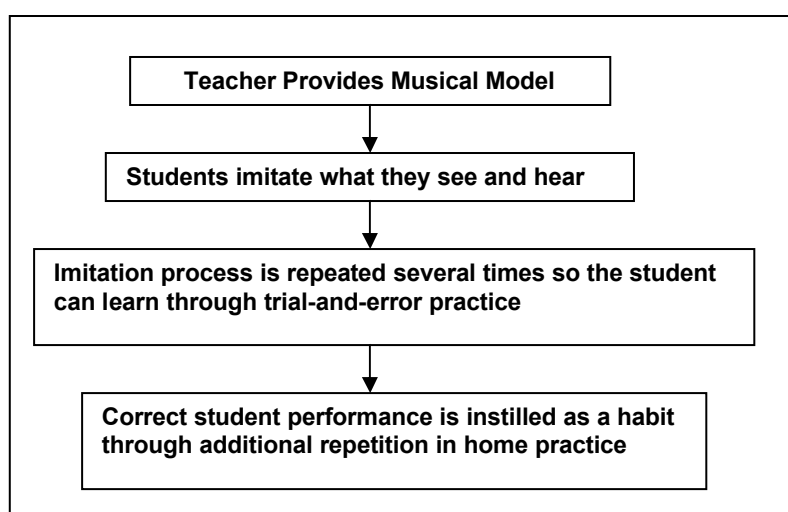 Teacher Provides Musical Model
Students imitate what they see and hear
Imitation process is repeated several times so the student
can learn through trial-and-error practice
Correct student performance is instilled as a habit
through additional repetition in home practice